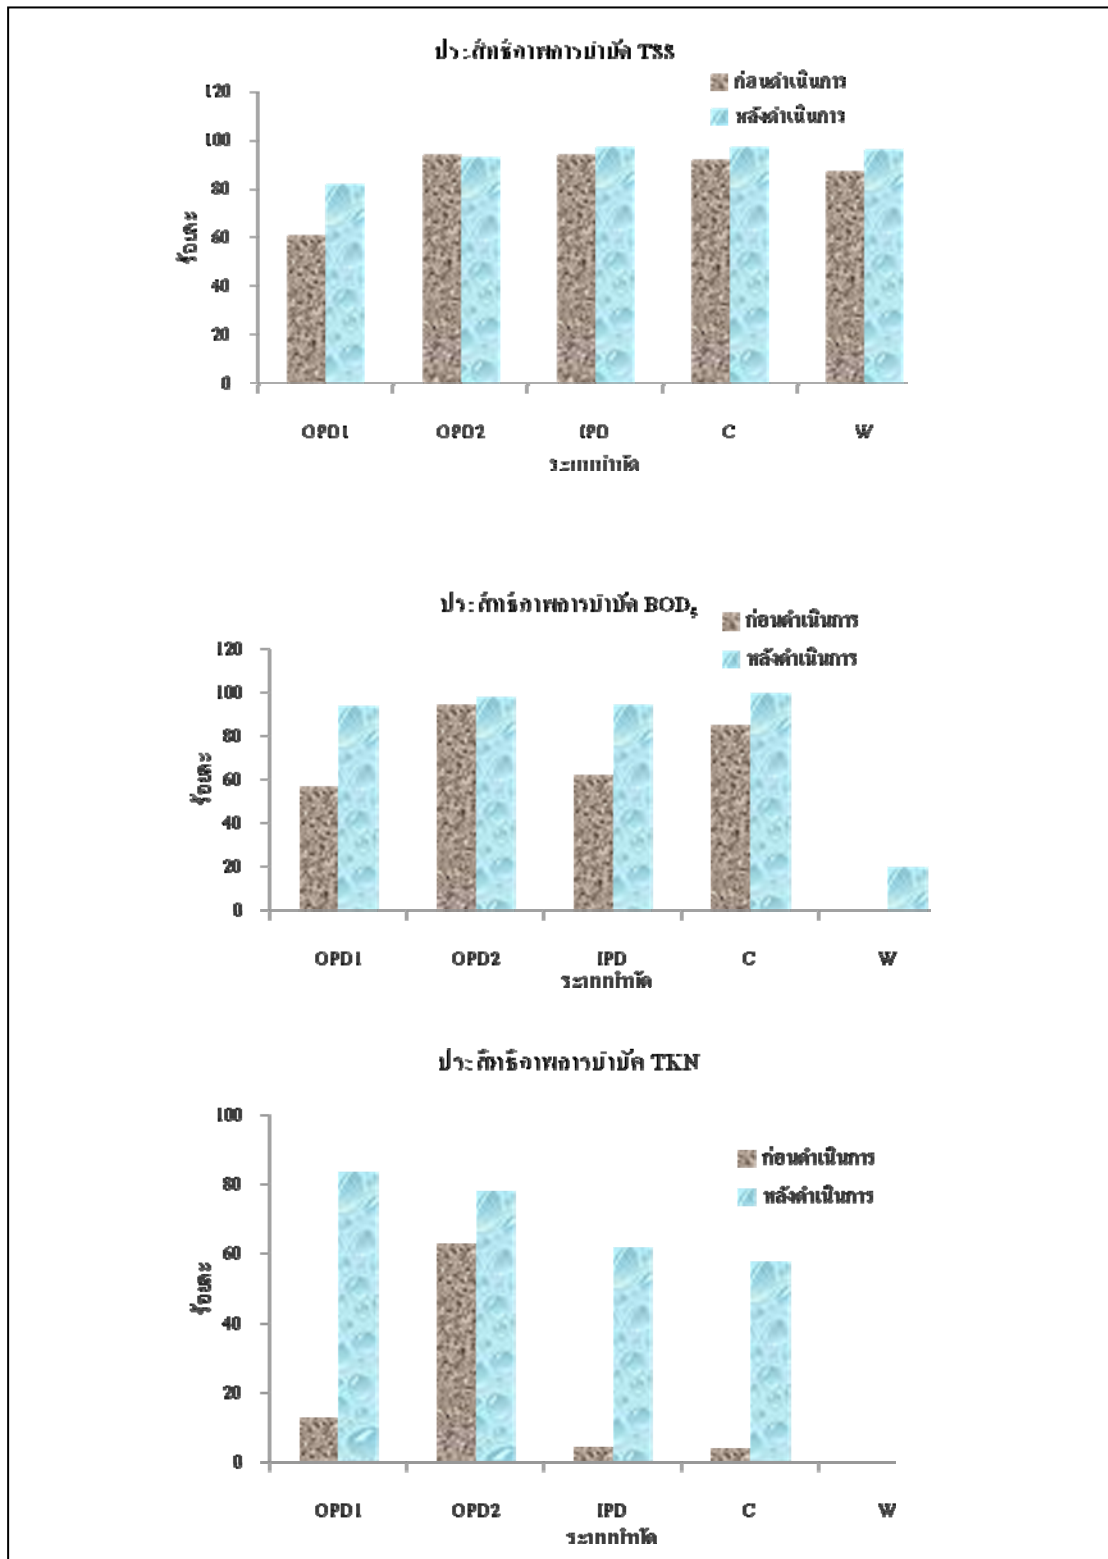 ประสิทธิภาพการบำบัด TSS
ก่อนดำเนินการ
หลังดำเนินการ
120
100
80
60
40
20
0
ร้อยละ
OPD1 OPD2 IPD C W
ระบบบำบัด
ประสิทธิภาพการบำบัด BOD₅
ก่อนดำเนินการ
หลังดำเนินการ
120
100
80
60
40
20
0
ร้อยละ
OPD1 OPD2 IPD C W
ระบบบำบัด
ประสิทธิภาพการบำบัด TKN
ก่อนดำเนินการ
หลังดำเนินการ
100
80
60
40
20
0
ร้อยละ
OPD1 OPD2 IPD C W
ระบบบำบัด